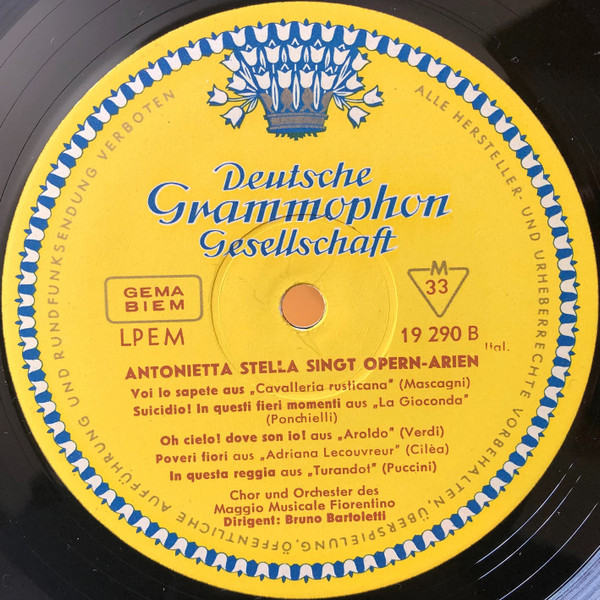 Deutsche
Grammophon
Gesellschaft
GEMA
BIEM
LPEM
M
33
19 290 B
Ital.
ANTONIETTA STELLA SINGT OPERN-ARIEN
Voi lo sapete aus „Cavalleria rusticana" (Mascagni)
Suicidio! In questi fieri momenti aus „La Gioconda"
(Ponchielli)
Oh cielo! dove son io! aus „Aroldo" (Verdi)
Poveri fiori aus „Adriana Lecouvreur" (Cilèa)
In questa reggia aus „Turandot" (Puccini)
Chor und Orchester des
Maggio Musicale Fiorentino
Dirigent: Bruno Bartoletti
ALLE HERSTELLER- UND URHEBERRECHTE VORBEHALTEN, ÜBERSPIELUNG, ÖFFENTLICHE AUFFÜHRUNG UND RUNDFUNKSENDUNG VERBOTEN